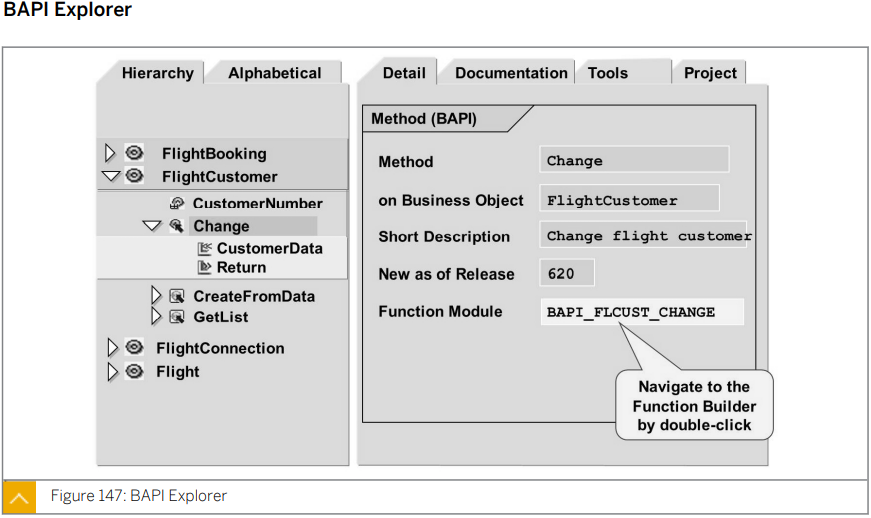 BAPI Explorer
Hierarchy
Alphabetical
FlightBooking
FlightCustomer
CustomerNumber
Change
CustomerData
Return
CreateFromData
GetList
FlightConnection
Flight
Detail
Documentation
Tools
Project
Method (BAPI)
Method
Change
on Business Object
FlightCustomer
Short Description
Change flight customer
New as of Release
620
Function Module
BAPI_FLCUST_CHANGE
Navigate to the
Function Builder
by double-click
Figure 147: BAPI Explorer